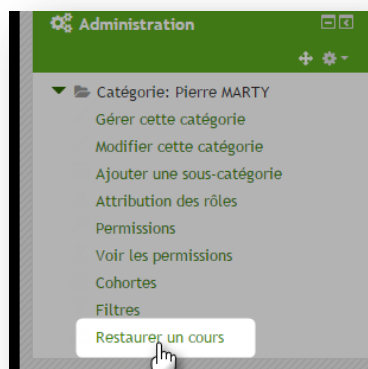 Administration
Catégorie: Pierre MARTY
Gérer cette catégorie
Modifier cette catégorie
Ajouter une sous-catégorie
Attribution des rôles
Permissions
Voir les permissions
Cohortes
Filtres
Restaurer un cours